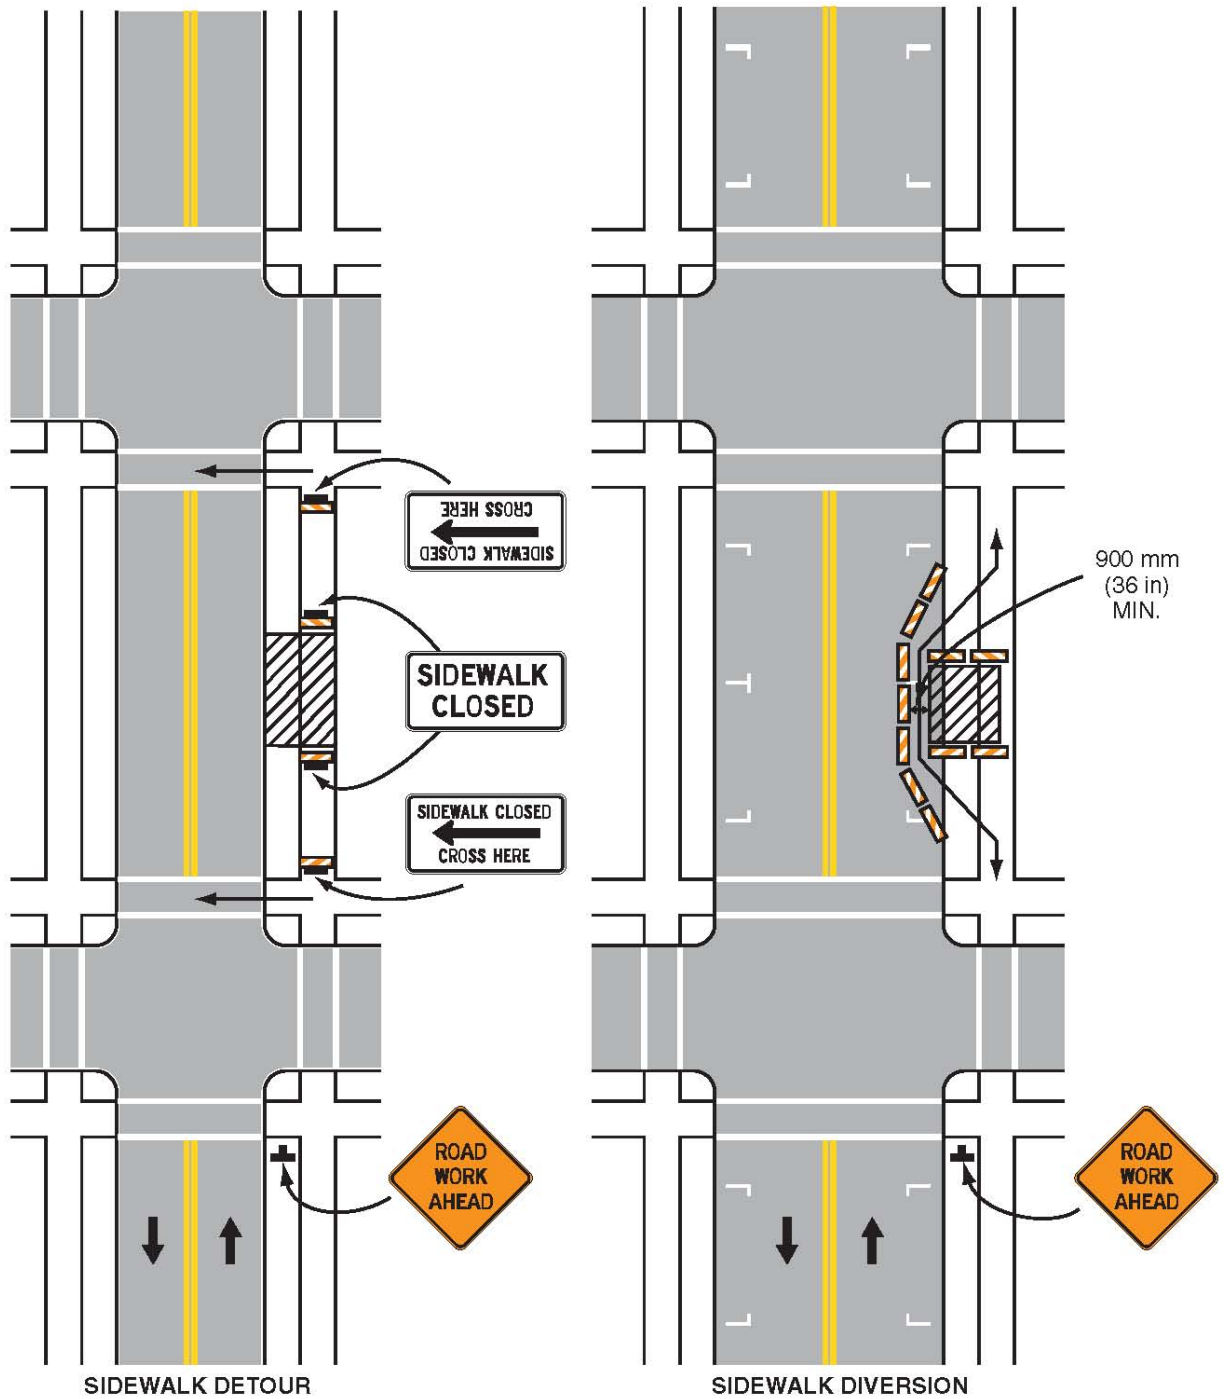 CROSS HERE
SIDEWALK CLOSED
SIDEWALK
CLOSED
SIDEWALK CLOSED
CROSS HERE
ROAD
WORK
AHEAD
SIDEWALK DETOUR
900 mm
(36 in)
MIN.
ROAD
WORK
AHEAD
SIDEWALK DIVERSION